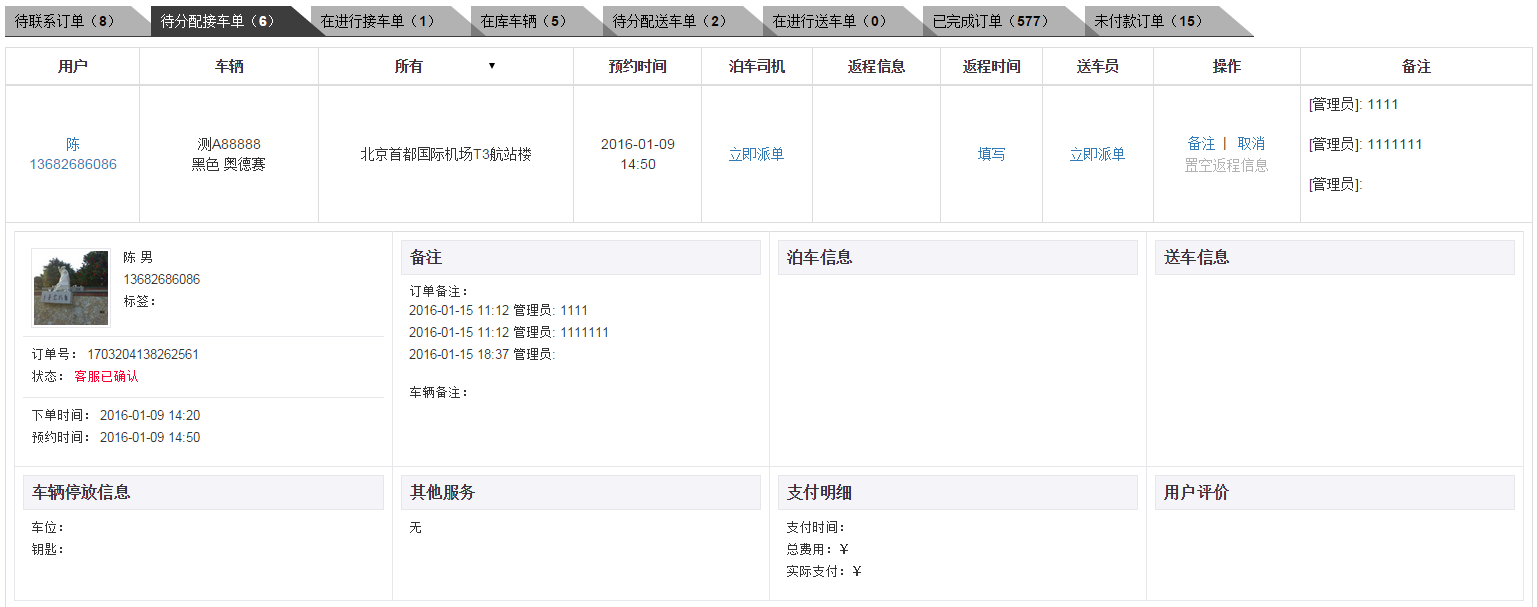 待联系订单（8） 待分配接车单（6） 在进行接车单（1） 在库车辆（5） 待分配送车单（2） 在进行送车单（0） 已完成订单（577） 未付款订单（15）
用户 车辆 所有 ▼ 预约时间 泊车司机 返程信息 返程时间 送车员 操作 备注
陈
13682686086
测A88888
黑色 奥德赛
北京首都国际机场T3航站楼
2016-01-09
14:50
立即派单
填写
立即派单
备注 | 取消
置空返程信息
[管理员]: 1111
[管理员]: 1111111
[管理员]:
陈 男
13682686086
标签：
订单号： 1703204138262561
状态： 客服已确认
下单时间： 2016-01-09 14:20
预约时间： 2016-01-09 14:50
备注
订单备注：
2016-01-15 11:12 管理员: 1111
2016-01-15 11:12 管理员: 1111111
2016-01-15 18:37 管理员:
车辆备注：
泊车信息
送车信息
车辆停放信息
车位：
钥匙：
其他服务
无
支付明细
支付时间：
总费用：￥
实际支付：￥
用户评价